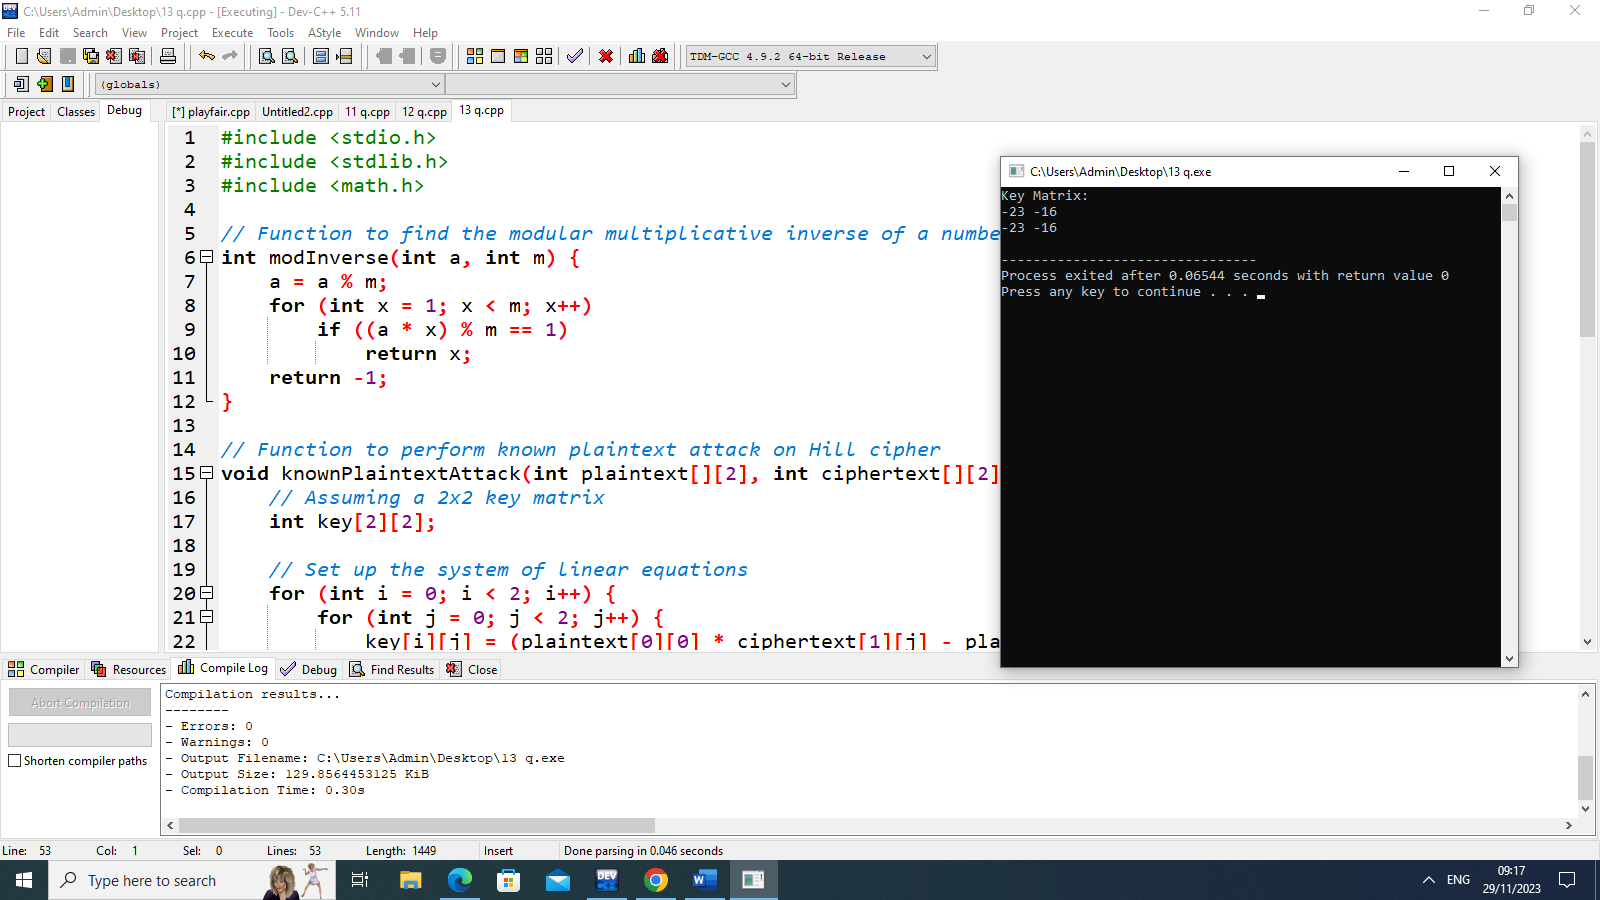 C:\Users\Admin\Desktop\13 q.cpp - [Executing] - Dev-C++ 5.11
File Edit Search View Project Execute Tools AStyle Window Help
TDM-GCC 4.9.2 64-bit Release
(globals)
Project Classes Debug
[*] playfair.cpp Untitled2.cpp 11 q.cpp 12 q.cpp 13 q.cpp
1 #include <stdio.h>
2 #include <stdlib.h>
3 #include <math.h>
4
5 // Function to find the modular multiplicative inverse of a numbe
6 int modInverse(int a, int m) {
7 a = a % m;
8 for (int x = 1; x < m; x++)
9 if ((a * x) % m == 1)
10 return x;
11 return -1;
12 }
13
14 // Function to perform known plaintext attack on Hill cipher
15 void knownPlaintextAttack(int plaintext[][2], int ciphertext[][2]
16 // Assuming a 2x2 key matrix
17 int key[2][2];
18
19 // Set up the system of linear equations
20 for (int i = 0; i < 2; i++) {
21 for (int j = 0; j < 2; j++) {
22 key[i][j] = (plaintext[0][0] * ciphertext[1][j] - pla
C:\Users\Admin\Desktop\13 q.exe
Key Matrix:
-23 -16
-23 -16
--------------------------------
Process exited after 0.06544 seconds with return value 0
Press any key to continue . . .
Compiler Resources Compile Log Debug Find Results Close
Abort Compilation
Shorten compiler paths
Compilation results...
--------
- Errors: 0
- Warnings: 0
- Output Filename: C:\Users\Admin\Desktop\13 q.exe
- Output Size: 129.8564453125 KiB
- Compilation Time: 0.30s
Line: 53 Col: 1 Sel: 0 Lines: 53 Length: 1449 Insert Done parsing in 0.046 seconds
Type here to search
DEV C++
W
ENG
09:17
29/11/2023